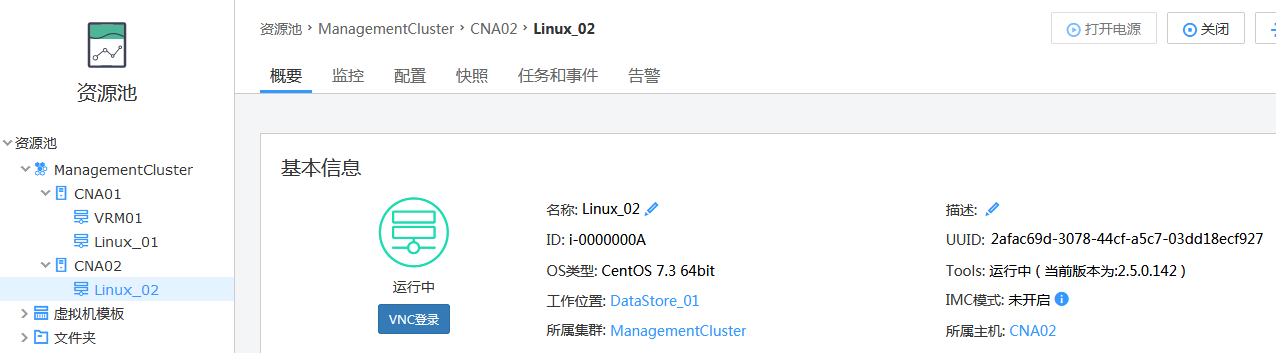 资源池
资源池
ManagementCluster
CNA01
VRM01
Linux_01
CNA02
Linux_02
虚拟机模板
文件夹
资源池 › ManagementCluster › CNA02 › Linux_02
打开电源 关闭
概要 监控 配置 快照 任务和事件 告警
基本信息
运行中
VNC登录
名称: Linux_02
ID: i-0000000A
OS类型: CentOS 7.3 64bit
工作位置: DataStore_01
所属集群: ManagementCluster
描述:
UUID: 2afac69d-3078-44cf-a5c7-03dd18ecf927
Tools: 运行中 ( 当前版本为:2.5.0.142 )
IMC模式: 未开启
所属主机: CNA02